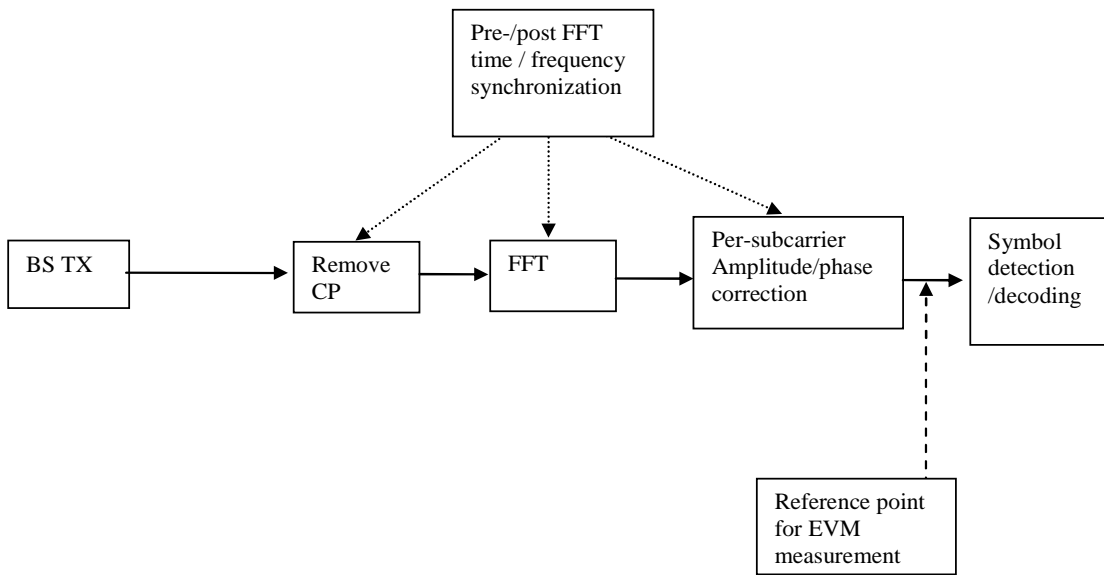 Pre-/post FFT
time / frequency
synchronization
BS TX
Remove
CP
FFT
Per-subcarrier
Amplitude/phase
correction
Symbol
detection
/decoding
Reference point
for EVM
measurement